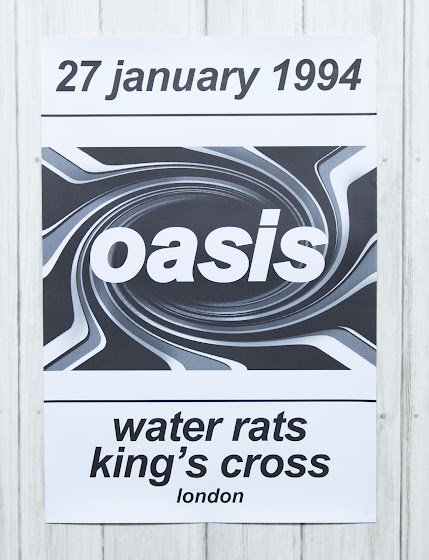 27 january 1994
oasis
water rats
king's cross
london